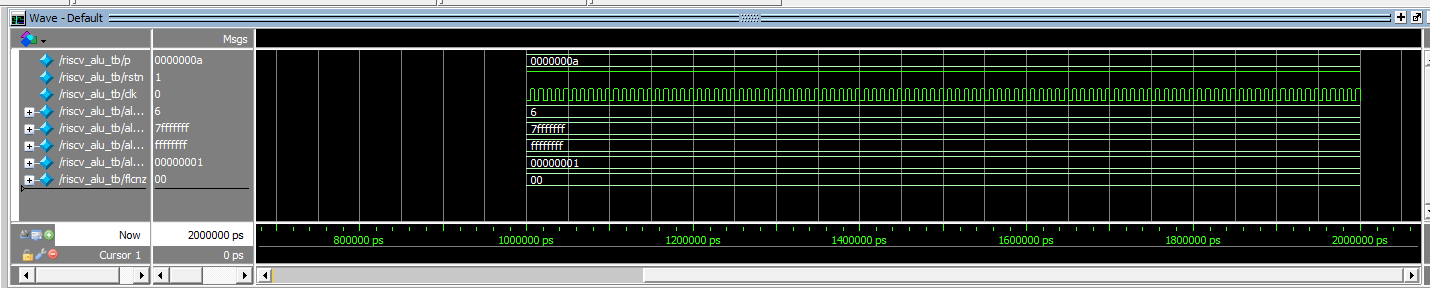 Wave - Default
Msgs
/riscv_alu_tb/p 0000000a 0000000a
/riscv_alu_tb/rstn 1
/riscv_alu_tb/clk 0
/riscv_alu_tb/al... 6 6
/riscv_alu_tb/al... 7fffffff 7fffffff
/riscv_alu_tb/al... ffffffff ffffffff
/riscv_alu_tb/al... 00000001 00000001
/riscv_alu_tb/flcnz 00 00
Now 2000000 ps 800000 ps 1000000 ps 1200000 ps 1400000 ps 1600000 ps 1800000 ps 2000000 ps
Cursor 1 0 ps